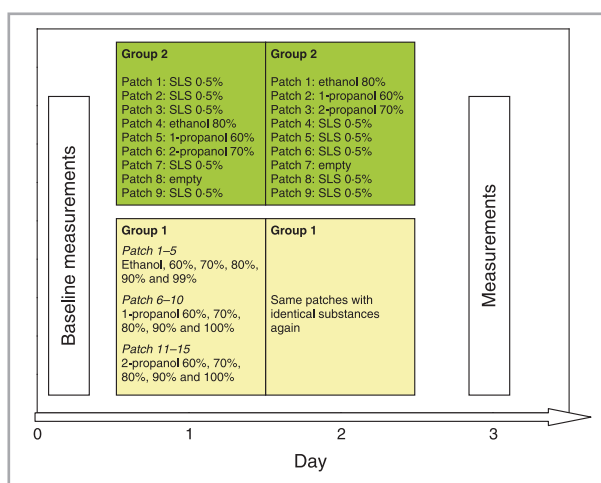 Baseline measurements
Group 2
Patch 1: SLS 0·5%
Patch 2: SLS 0·5%
Patch 3: SLS 0·5%
Patch 4: ethanol 80%
Patch 5: 1-propanol 60%
Patch 6: 2-propanol 70%
Patch 7: SLS 0·5%
Patch 8: empty
Patch 9: SLS 0·5%
Group 2
Patch 1: ethanol 80%
Patch 2: 1-propanol 60%
Patch 3: 2-propanol 70%
Patch 4: SLS 0·5%
Patch 5: SLS 0·5%
Patch 6: SLS 0·5%
Patch 7: empty
Patch 8: SLS 0·5%
Patch 9: SLS 0·5%
Group 1
Patch 1–5
Ethanol, 60%, 70%, 80%,
90% and 99%
Patch 6–10
1-propanol 60%, 70%,
80%, 90% and 100%
Patch 11–15
2-propanol 60%, 70%,
80%, 90% and 100%
Group 1
Same patches with
identical substances
again
Measurements
0 1 2 3
Day